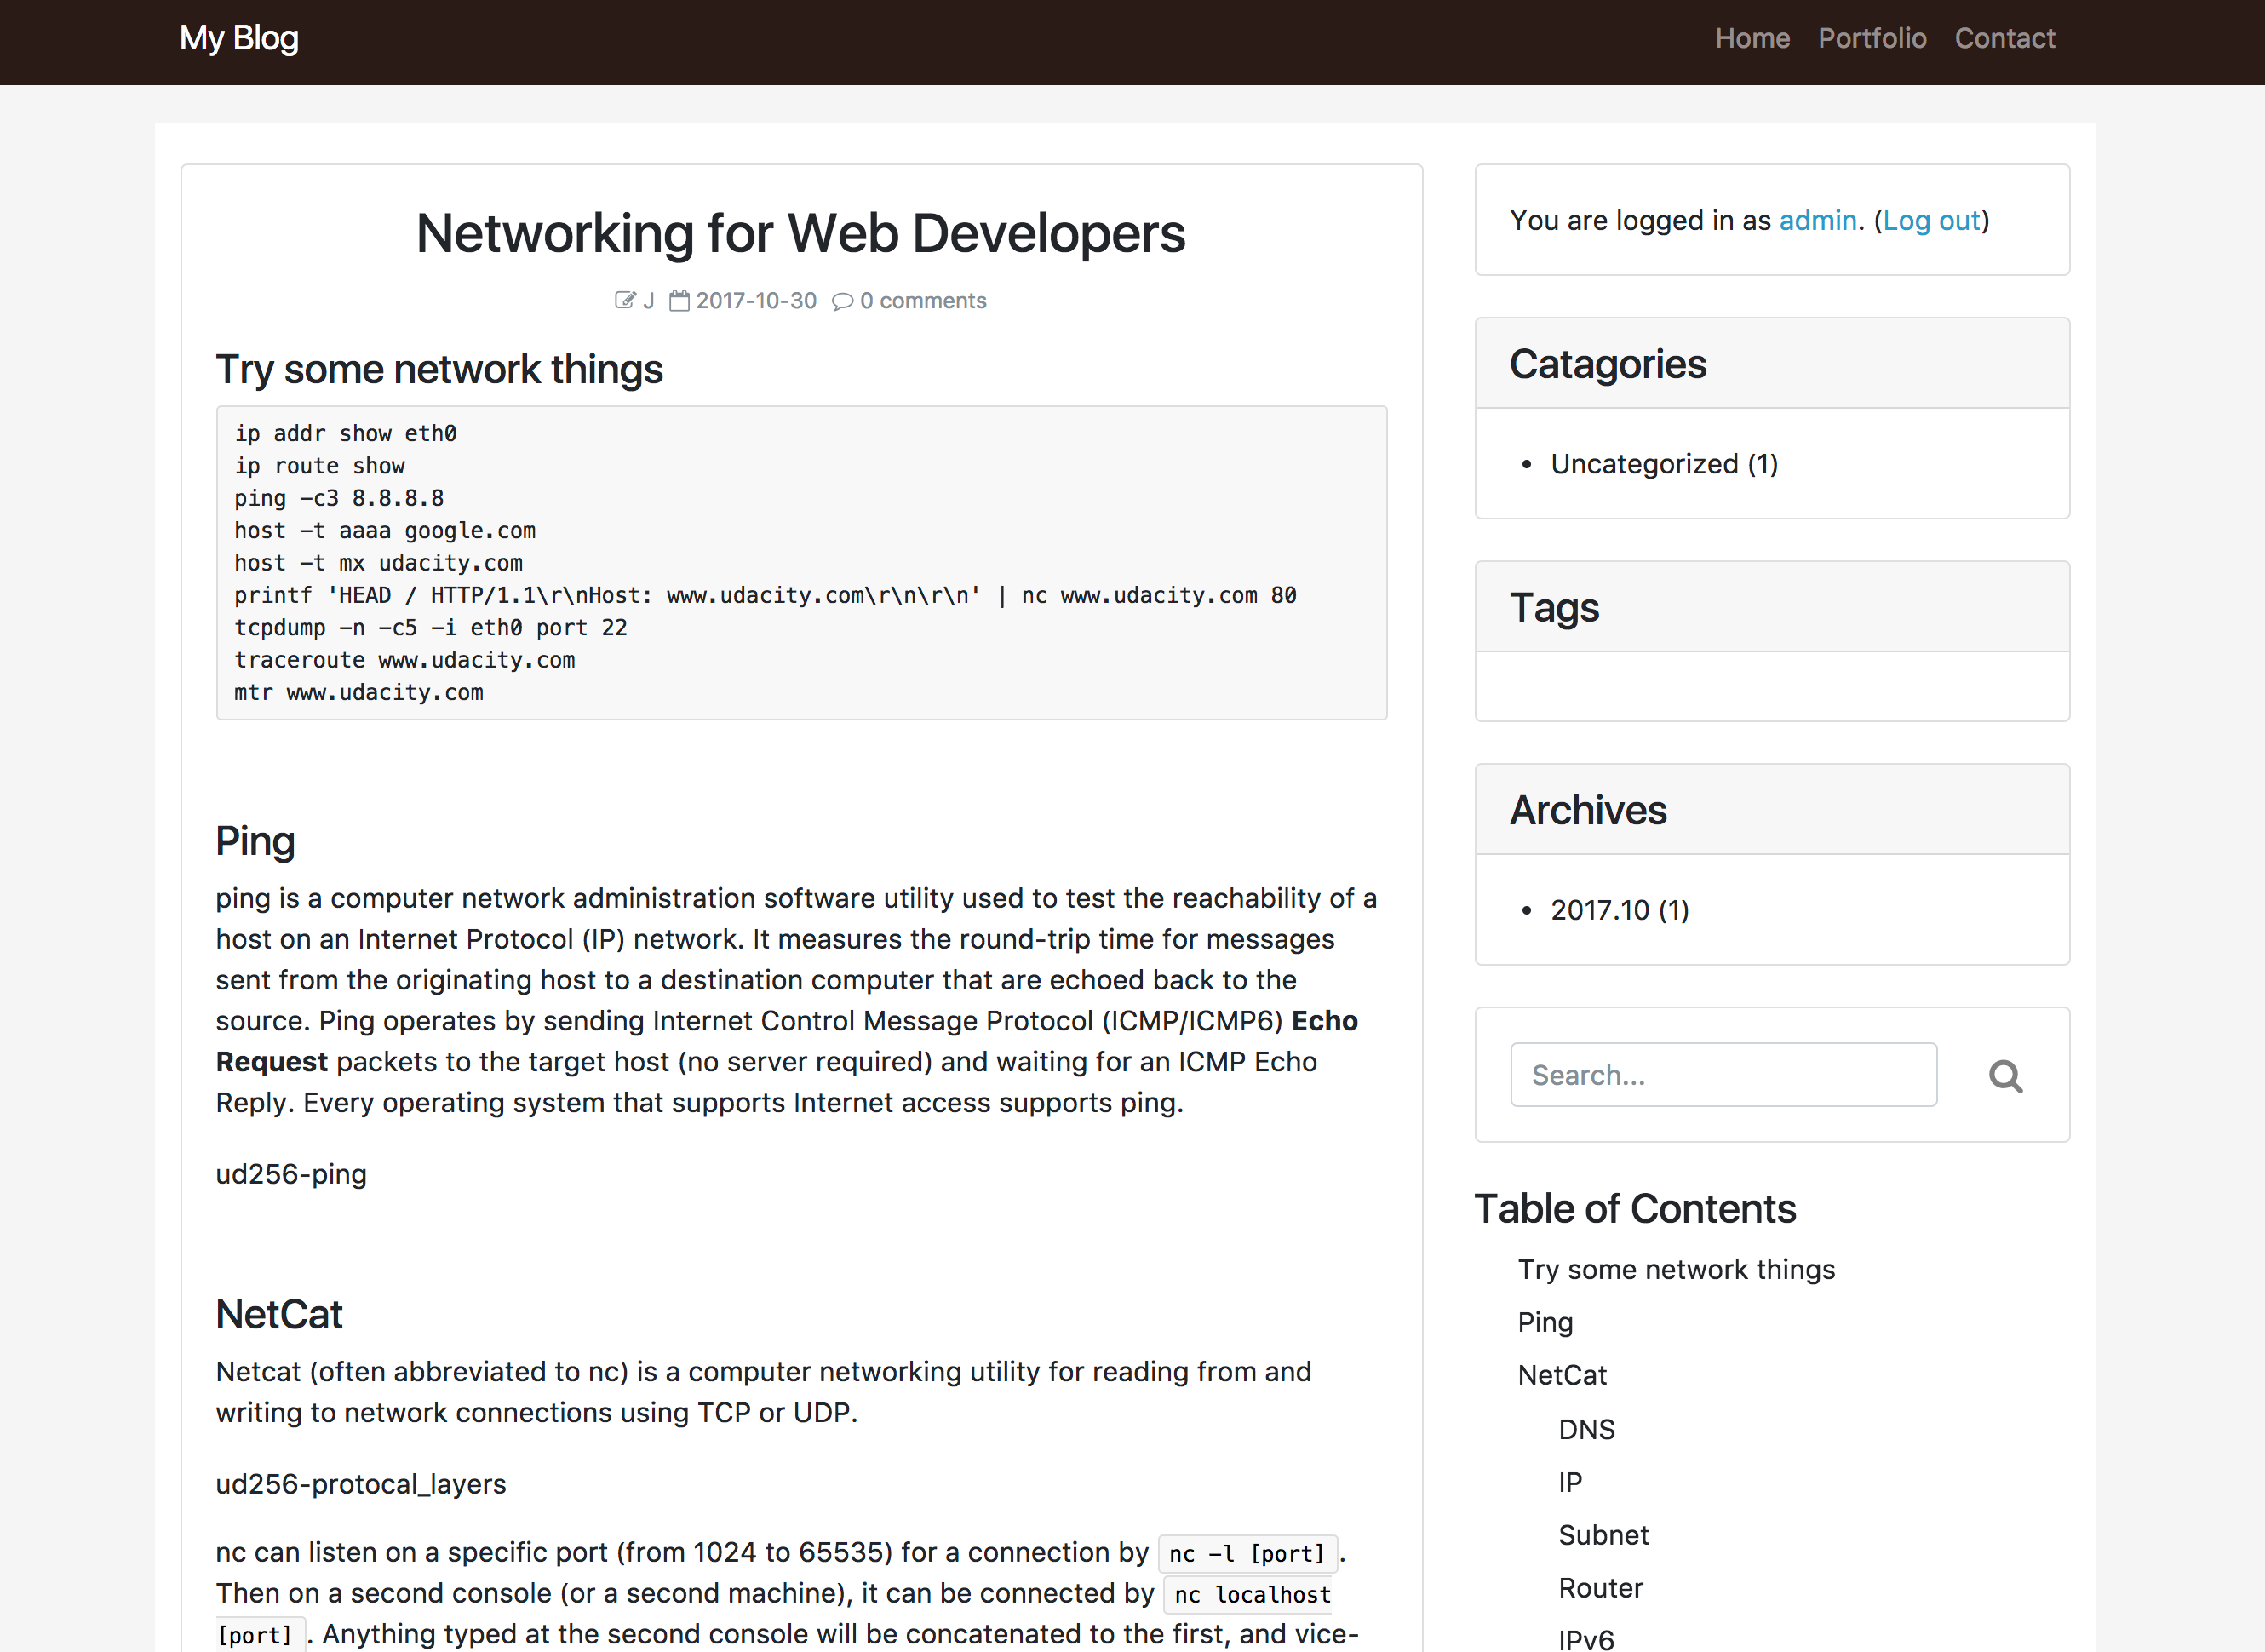 My Blog
Home Portfolio Contact
Networking for Web Developers
J 2017-10-30 0 comments
Try some network things
ip addr show eth0
ip route show
ping -c3 8.8.8.8
host -t aaaa google.com
host -t mx udacity.com
printf 'HEAD / HTTP/1.1\r\nHost: www.udacity.com\r\n\r\n' | nc www.udacity.com 80
tcpdump -n -c5 -i eth0 port 22
traceroute www.udacity.com
mtr www.udacity.com
Ping
ping is a computer network administration software utility used to test the reachability of a
host on an Internet Protocol (IP) network. It measures the round-trip time for messages
sent from the originating host to a destination computer that are echoed back to the
source. Ping operates by sending Internet Control Message Protocol (ICMP/ICMP6) Echo
Request packets to the target host (no server required) and waiting for an ICMP Echo
Reply. Every operating system that supports Internet access supports ping.
ud256-ping
NetCat
Netcat (often abbreviated to nc) is a computer networking utility for reading from and
writing to network connections using TCP or UDP.
ud256-protocal_layers
nc can listen on a specific port (from 1024 to 65535) for a connection by nc -l [port] .
Then on a second console (or a second machine), it can be connected by nc localhost
[port] . Anything typed at the second console will be concatenated to the first, and vice-
You are logged in as admin. (Log out)
Catagories
• Uncategorized (1)
Tags
Archives
• 2017.10 (1)
Search...
Table of Contents
Try some network things
Ping
NetCat
DNS
IP
Subnet
Router
IPv6